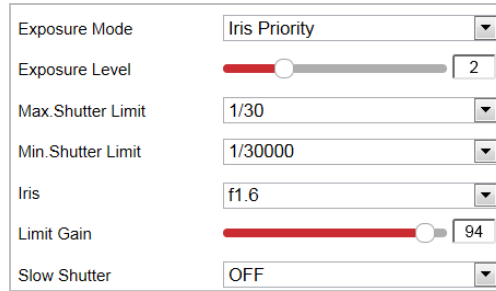 Exposure Mode Iris Priority
Exposure Level 2
Max.Shutter Limit 1/30
Min.Shutter Limit 1/30000
Iris f1.6
Limit Gain 94
Slow Shutter OFF